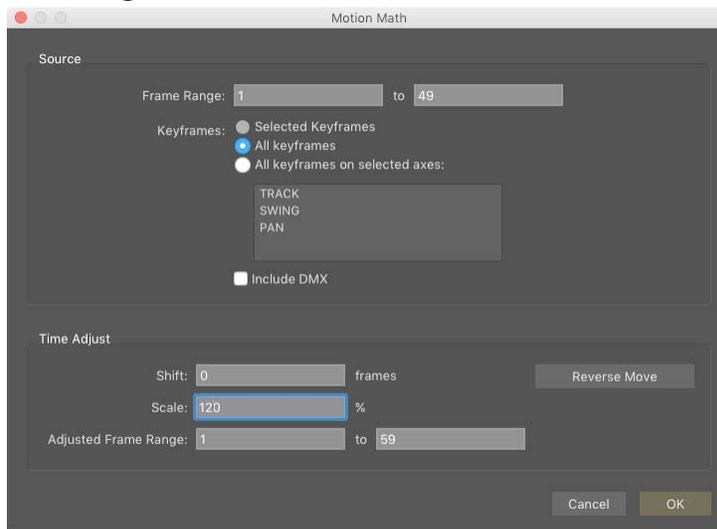 Motion Math
Source
Frame Range: 1 to 49
Keyframes: Selected Keyframes
All keyframes
All keyframes on selected axes:
TRACK
SWING
PAN
Include DMX
Time Adjust
Shift: 0 frames Reverse Move
Scale: 120 %
Adjusted Frame Range: 1 to 59
Cancel OK